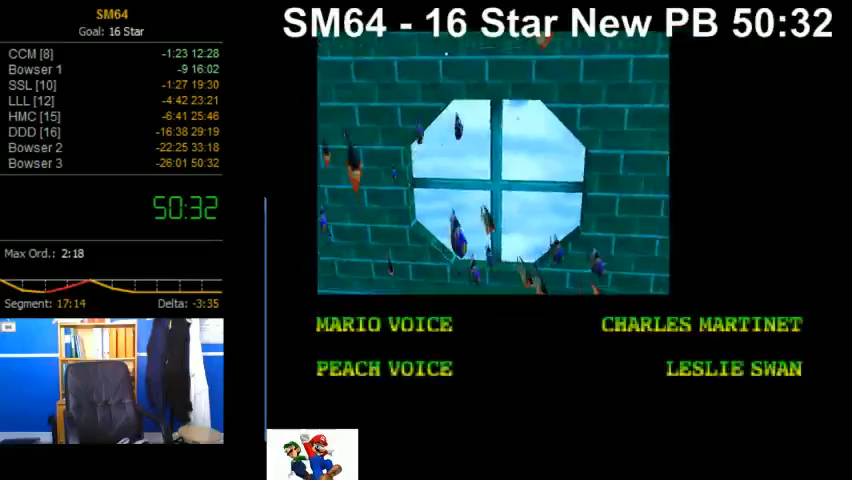 SM64 - 16 Star New PB 50:32
SM64
Goal: 16 Star
CCM [8] -1:23 12:28
Bowser 1 -9 16:02
SSL [10] -1:27 19:30
LLL [12] -4:42 23:21
HMC [15] -6:41 25:46
DDD [16] -16:38 29:19
Bowser 2 -22:25 33:18
Bowser 3 -26:01 50:32
50:32
Max Ord.: 2:18
Segment: 17:14 Delta: -3:35
MARIO VOICE CHARLES MARTINET
PEACH VOICE LESLIE SWAN